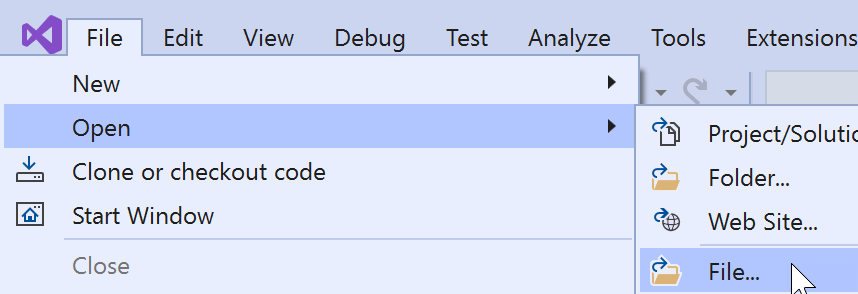 File Edit View Debug Test Analyze Tools Extensions
New
Open
Project/Solutio
Clone or checkout code
Folder...
Start Window
Web Site...
Close
File...